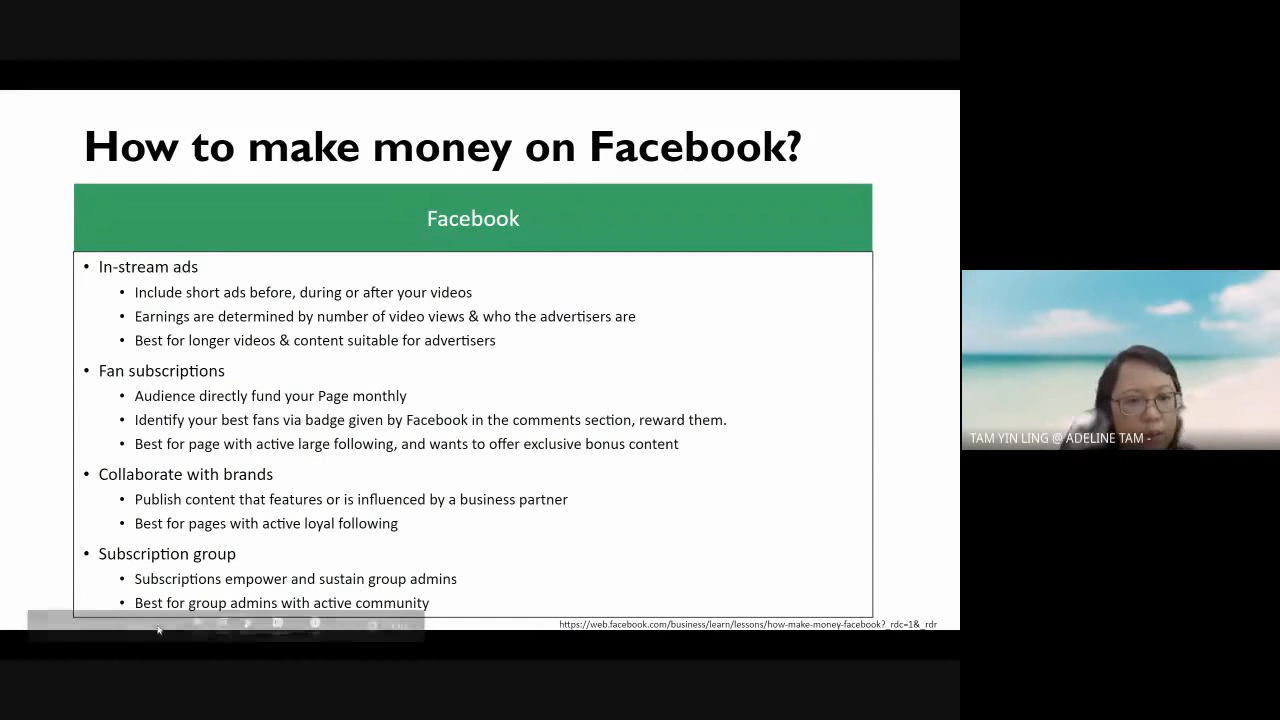 How to make money on Facebook?
Facebook
• In-stream ads
• Include short ads before, during or after your videos
• Earnings are determined by number of video views & who the advertisers are
• Best for longer videos & content suitable for advertisers
• Fan subscriptions
• Audience directly fund your Page monthly
• Identify your best fans via badge given by Facebook in the comments section, reward them.
• Best for page with active large following, and wants to offer exclusive bonus content
• Collaborate with brands
• Publish content that features or is influenced by a business partner
• Best for pages with active loyal following
• Subscription group
• Subscriptions empower and sustain group admins
• Best for group admins with active community
https://web.facebook.com/business/learn/lessons/how-make-money-facebook?_rdc=1&_rdr
TAM YIN LING @ ADELINE TAM -